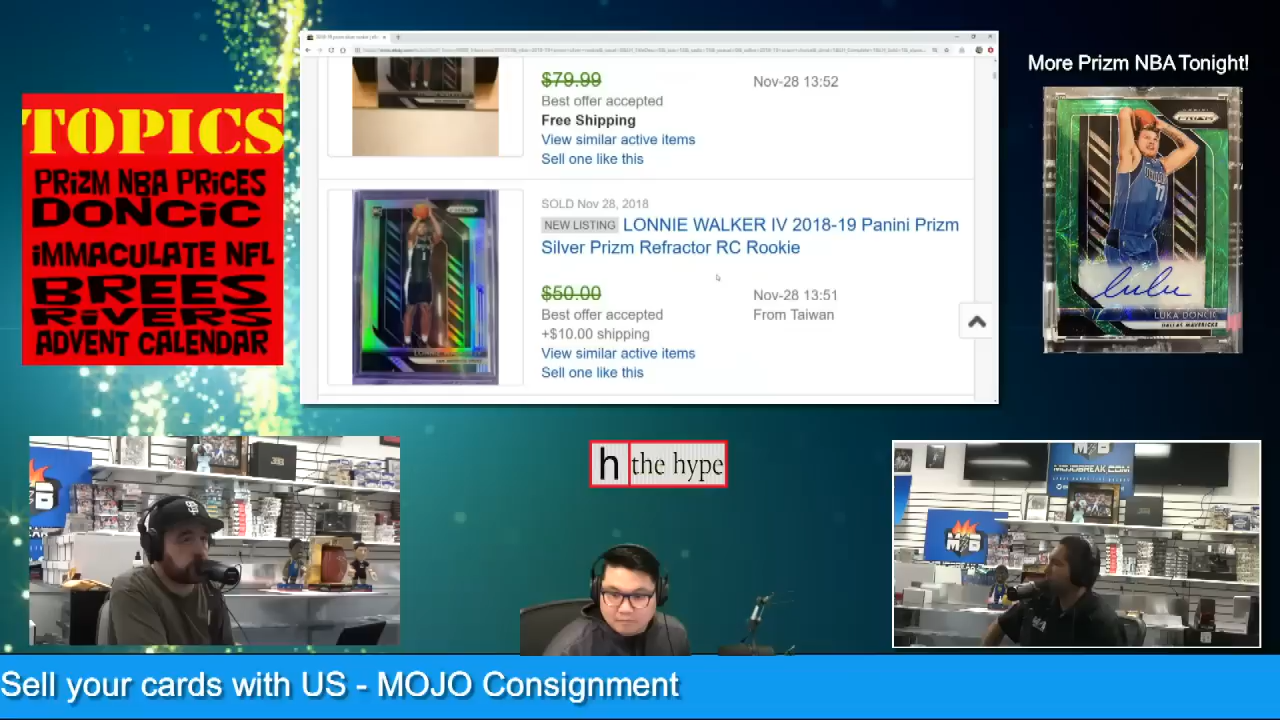 TOPICS
PRiZM NBA PRiCES
DONCiC
iMMACULATE NFL
BREES
RiVERS
ADVENT CALENDAR
$79.99
Best offer accepted
Free Shipping
View similar active items
Sell one like this
Nov-28 13:52
SOLD Nov 28, 2018
NEW LISTING LONNIE WALKER IV 2018-19 Panini Prizm
Silver Prizm Refractor RC Rookie
$50.00
Best offer accepted
+$10.00 shipping
View similar active items
Sell one like this
Nov-28 13:51
From Taiwan
More Prizm NBA Tonight!
PRIZM
LUKA DONCIC
DALLAS MAVERICKS
h the hype
MOJOBREAK.COM
Sell your cards with US - MOJO Consignment